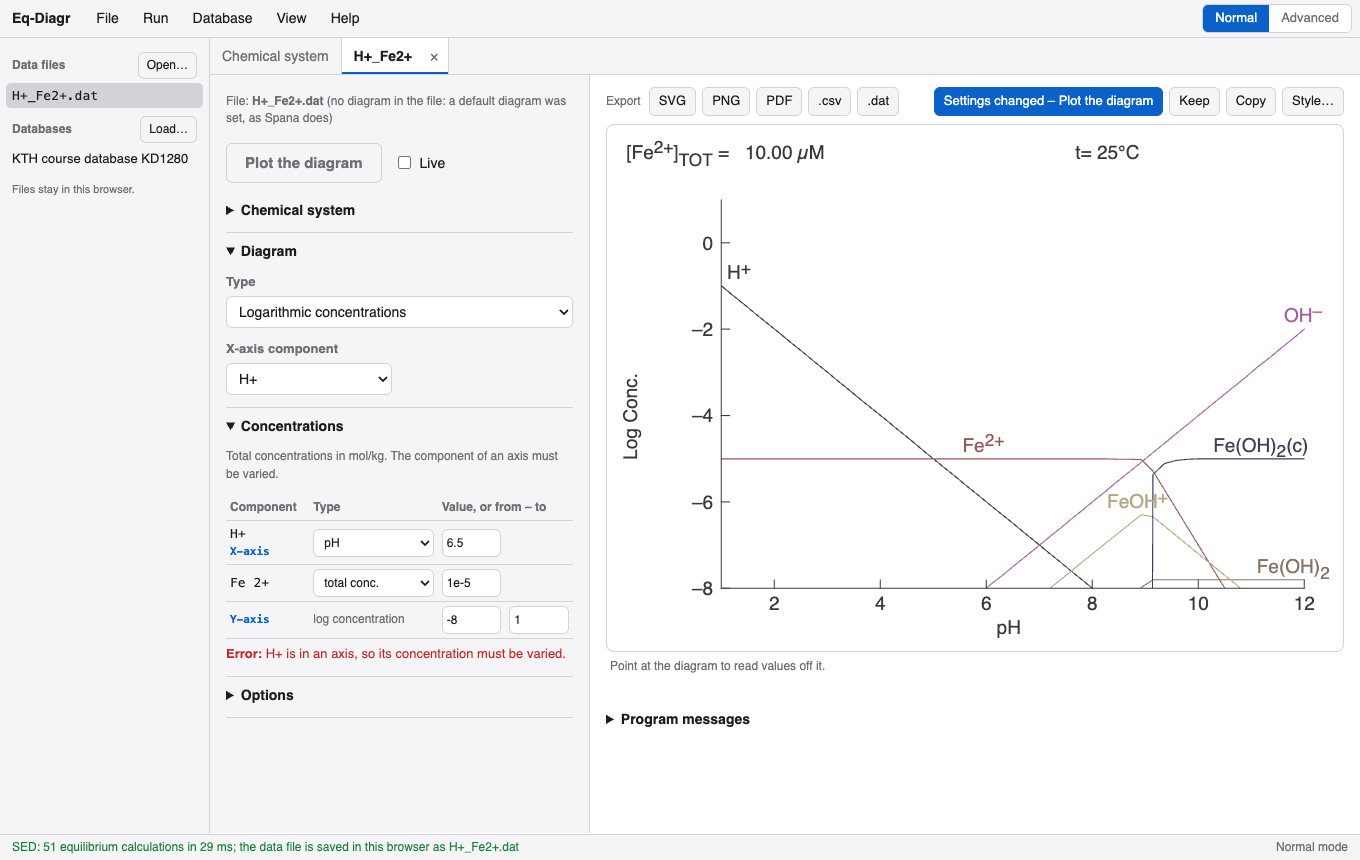 Eq-Diagr File Run Database View Help Normal Advanced
Data files Open…
H+_Fe2+.dat
Databases Load…
KTH course database KD1280
Files stay in this browser.
Chemical system H+_Fe2+ ×
File: H+_Fe2+.dat (no diagram in the file: a default diagram was
set, as Spana does)
Plot the diagram Live
Chemical system
Diagram
Type
Logarithmic concentrations
X-axis component
H+
Concentrations
Total concentrations in mol/kg. The component of an axis must
be varied.
Component Type Value, or from – to
H+
X–axis
pH 6.5
Fe 2+ total conc. 1e-5
Y–axis log concentration -8 1
Error: H+ is in an axis, so its concentration must be varied.
Options
Export SVG PNG PDF .csv .dat Settings changed – Plot the diagram Keep Copy Style…
[Fe2+]TOT = 10.00 µM t= 25°C
0
H+
−2
OH−
−4
Fe2+
Fe(OH)2(c)
−6
FeOH+
Fe(OH)2
−8
2 4 6 8 10 12
pH
Log Conc.
Point at the diagram to read values off it.
Program messages
SED: 51 equilibrium calculations in 29 ms; the data file is saved in this browser as H+_Fe2+.dat Normal mode